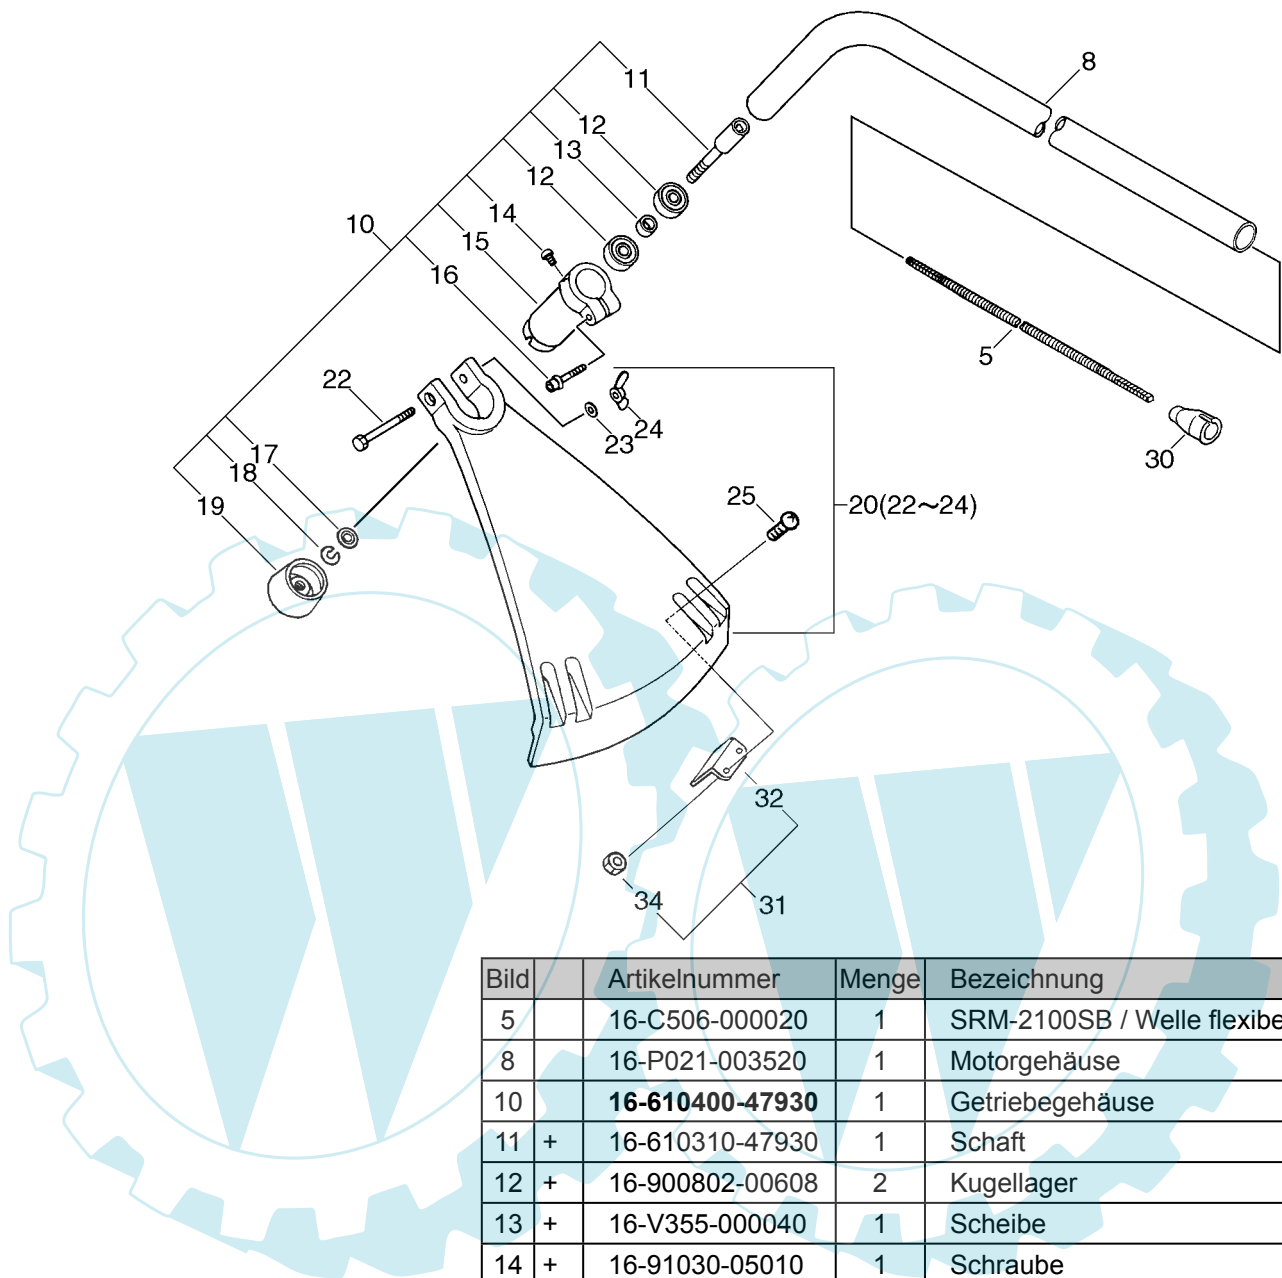 8
11
12
13
12
14
10
15
16
5
22
23
24
30
17
18
19
25
20(22～24)
32
34
31
Bild Artikelnummer Menge Bezeichnung
5 16-C506-000020 1 SRM-2100SB / Welle flexibe
8 16-P021-003520 1 Motorgehäuse
10 16-610400-47930 1 Getriebegehäuse
11 + 16-610310-47930 1 Schaft
12 + 16-900802-00608 2 Kugellager
13 + 16-V355-000040 1 Scheibe
14 + 16-91030-05010 1 Schraube